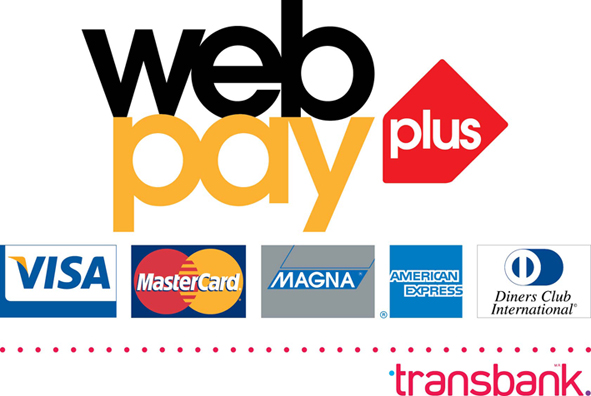 web
pay
plus
VISA
MasterCard
MAGNA
AMERICAN
EXPRESS
®
Diners Club
International®
transbank.